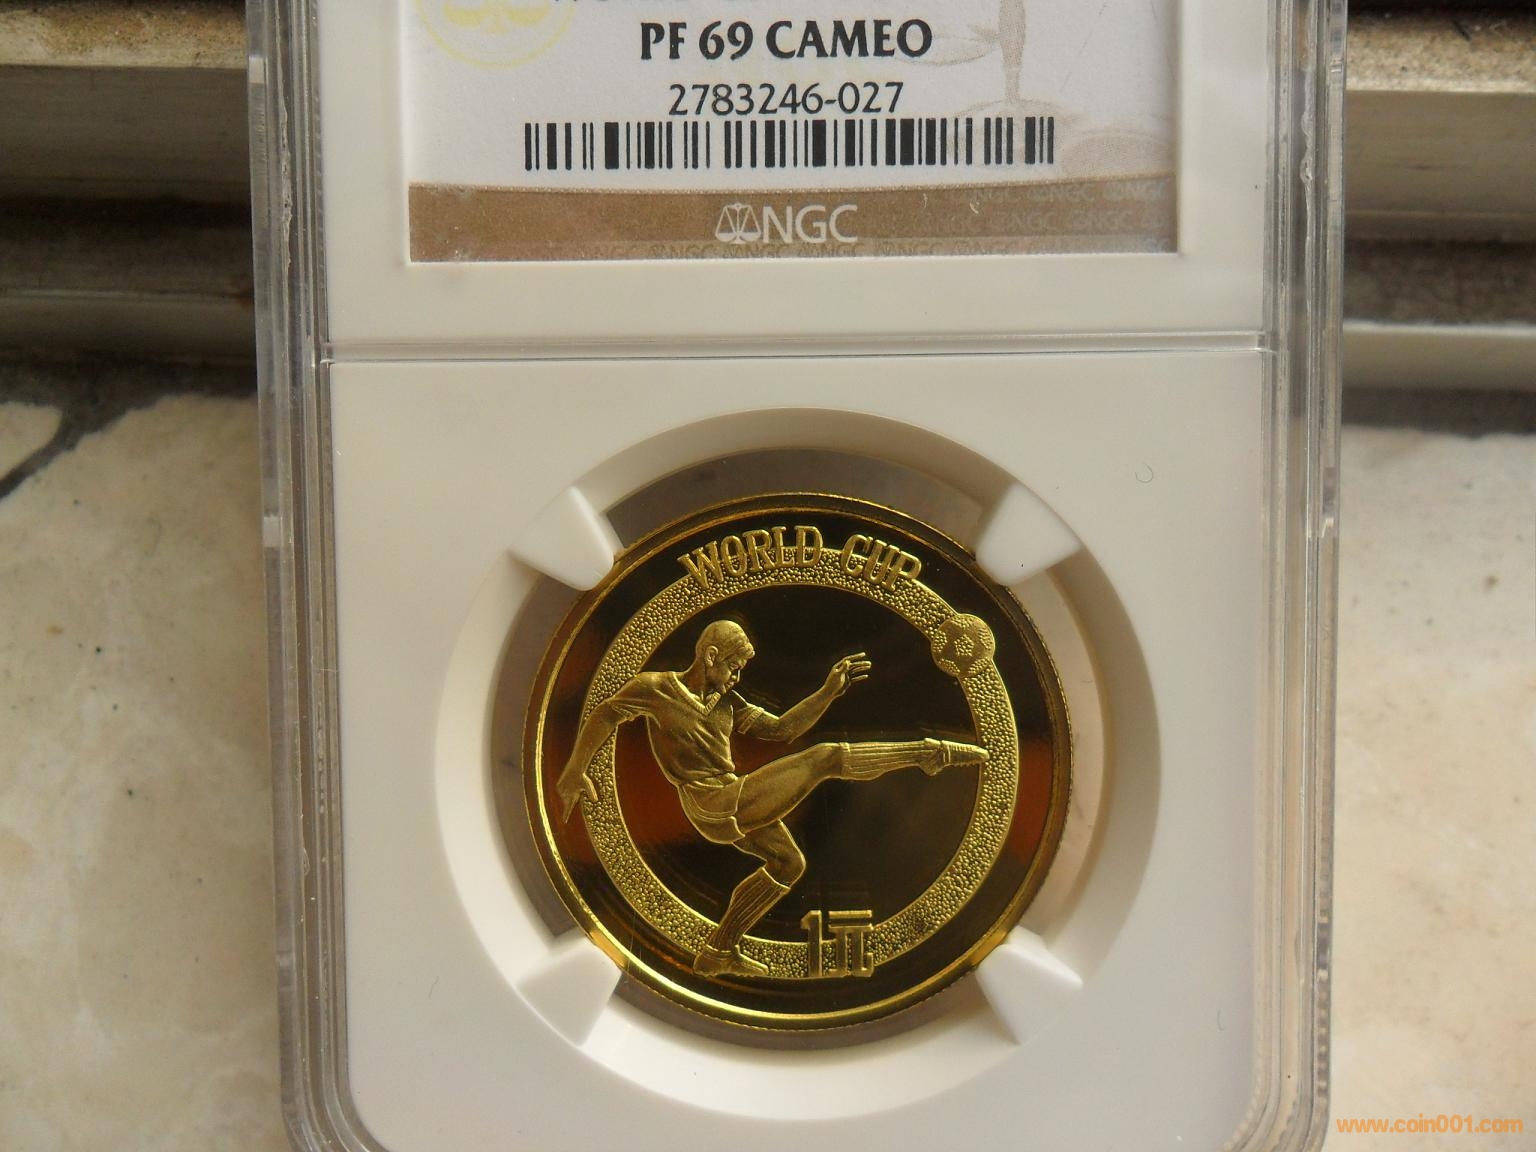 PF 69 CAMEO
2783246-027
NGC
WORLD CUP
1元
www.coin001.com